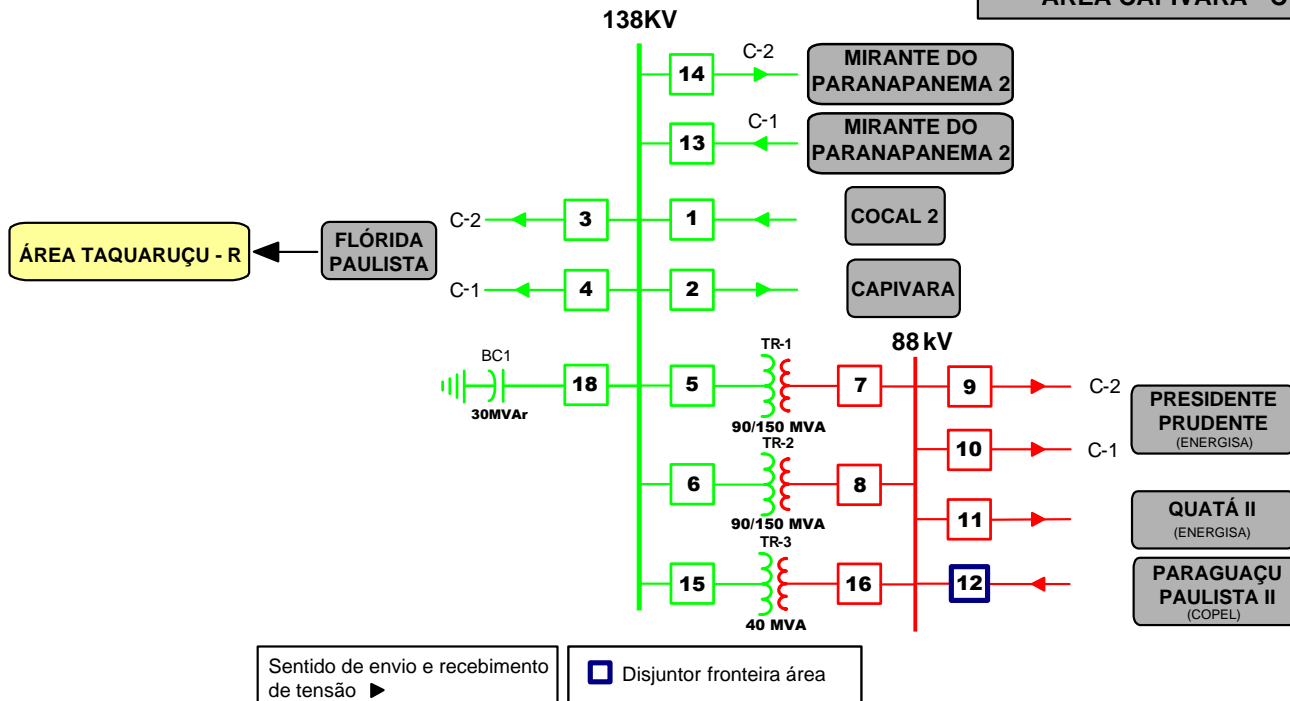 ÁREA CAPIVARA - 
138KV
C-2
14
MIRANTE DO
PARANAPANEMA 2
C-1
13
MIRANTE DO
PARANAPANEMA 2
ÁREA TAQUARUÇU - R
FLÓRIDA
PAULISTA
C-2
3
1
COCAL 2
C-1
4
2
CAPIVARA
88 kV
BC1
30MVAr
18
5
TR-1
90/150 MVA
7
9
C-2
10
C-1
PRESIDENTE
PRUDENTE
(ENERGISA)
6
TR-2
90/150 MVA
8
11
QUATÁ II
(ENERGISA)
15
TR-3
40 MVA
16
12
PARAGUAÇU
PAULISTA II
(COPEL)
Sentido de envio e recebimento
de tensão
Disjuntor fronteira área